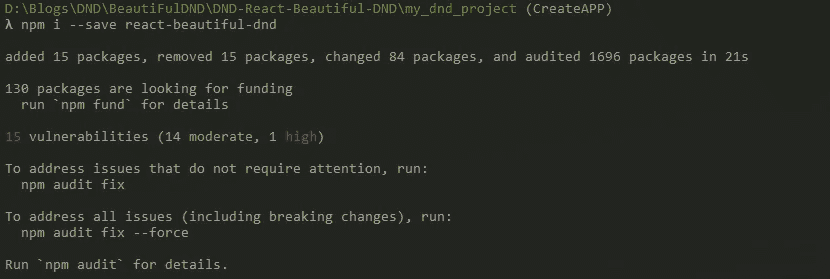 D:\Blogs\DND\BeautiFulDND\DND-React-Beautiful-DND\my_dnd_project (CreateAPP)
λ npm i --save react-beautiful-dnd
added 15 packages, removed 15 packages, changed 84 packages, and audited 1696 packages in 21s
130 packages are looking for funding
  run `npm fund` for details
15 vulnerabilities (14 moderate, 1 high)
To address issues that do not require attention, run:
  npm audit fix
To address all issues (including breaking changes), run:
  npm audit fix --force
Run `npm audit` for details.